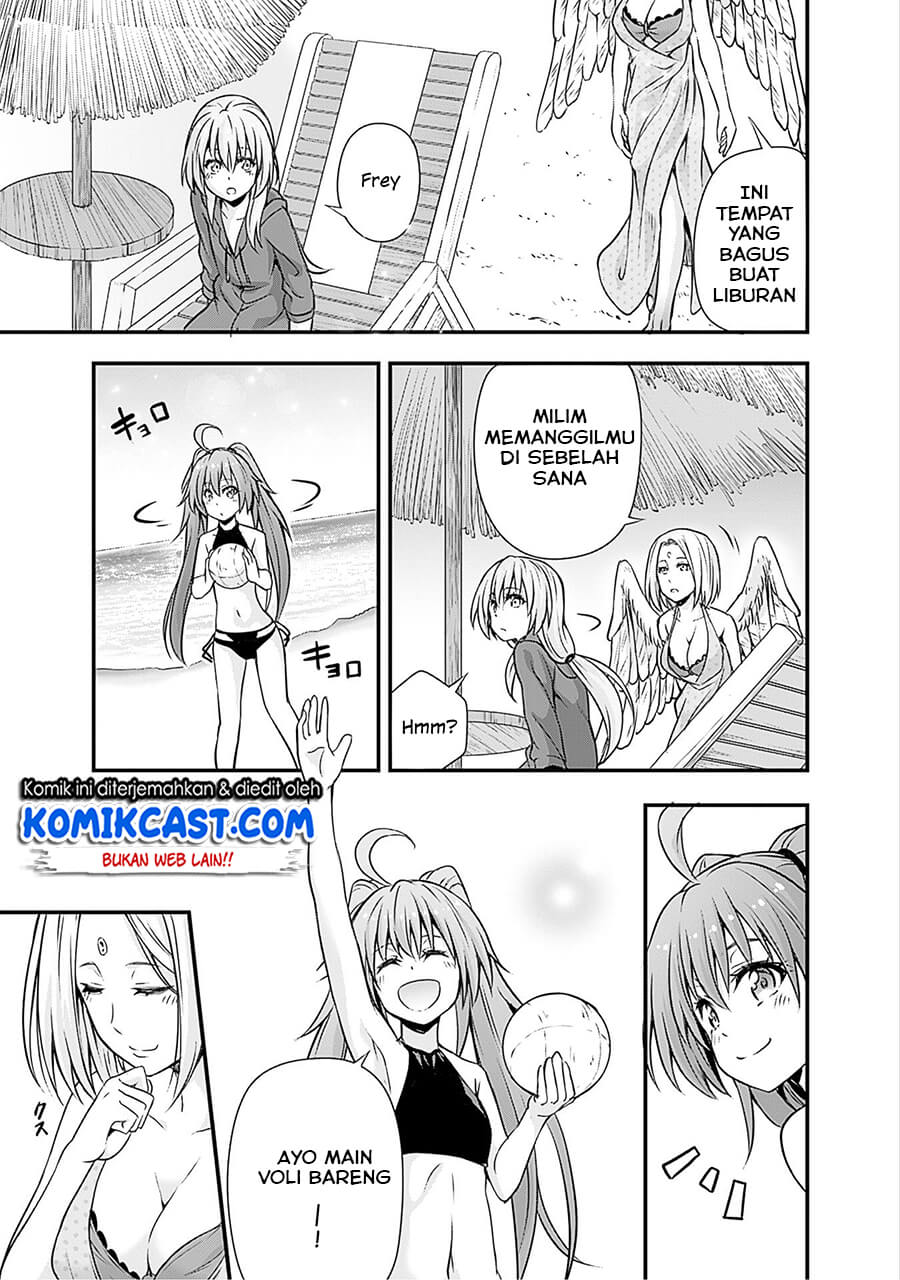 INI
TEMPAT
YANG
BAGUS
BUAT
LIBURAN
Frey
MILIM
MEMANGGILMU
DI SEBELAH
SANA
Hmm?
キョロ
キョロ
Komik ini diterjemahkan & diedit oleh
KOMIKCAST.COM
BUKAN WEB LAIN!!
AYO MAIN
VOLI BARENG
!
クス